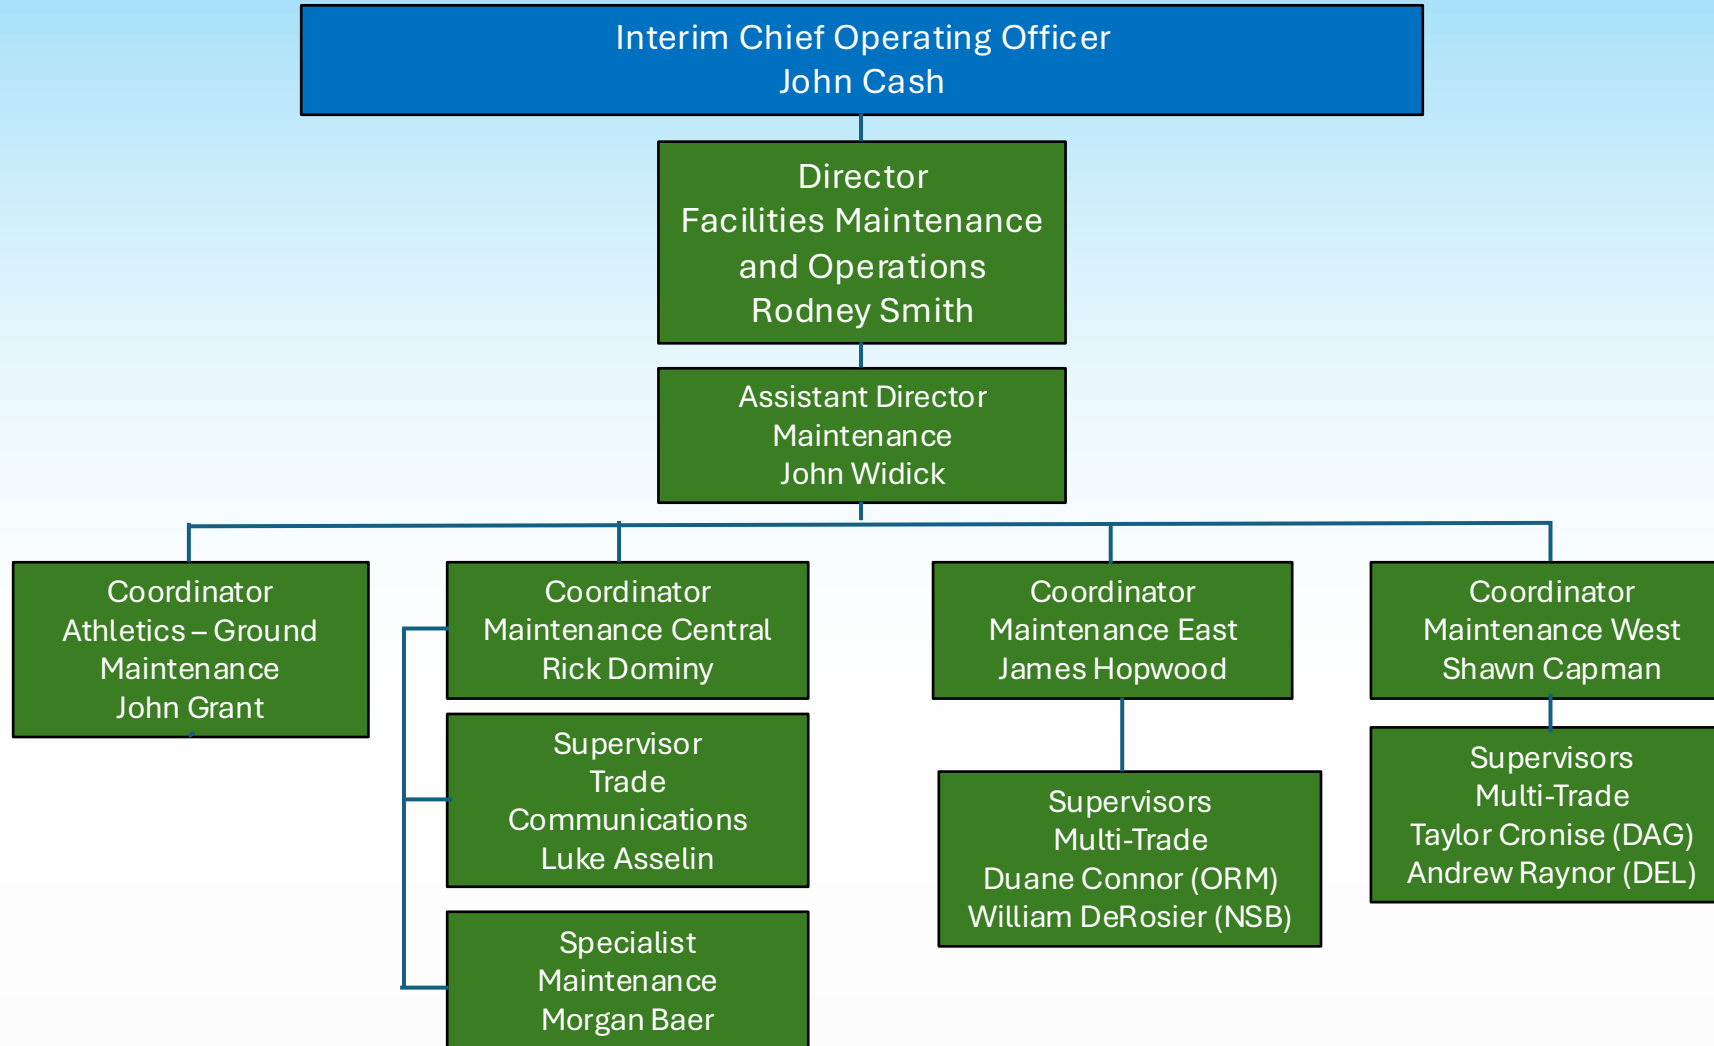 Interim Chief Operating Officer
John Cash
Director
Facilities Maintenance
and Operations
Rodney Smith
Assistant Director
Maintenance
John Widick
Coordinator
Athletics – Ground
Maintenance
John Grant
Coordinator
Maintenance Central
Rick Dominy
Supervisor
Trade
Communications
Luke Asselin
Specialist
Maintenance
Morgan Baer
Coordinator
Maintenance East
James Hopwood
Supervisors
Multi-Trade
Duane Connor (ORM)
William DeRosier (NSB)
Coordinator
Maintenance West
Shawn Capman
Supervisors
Multi-Trade
Taylor Cronise (DAG)
Andrew Raynor (DEL)